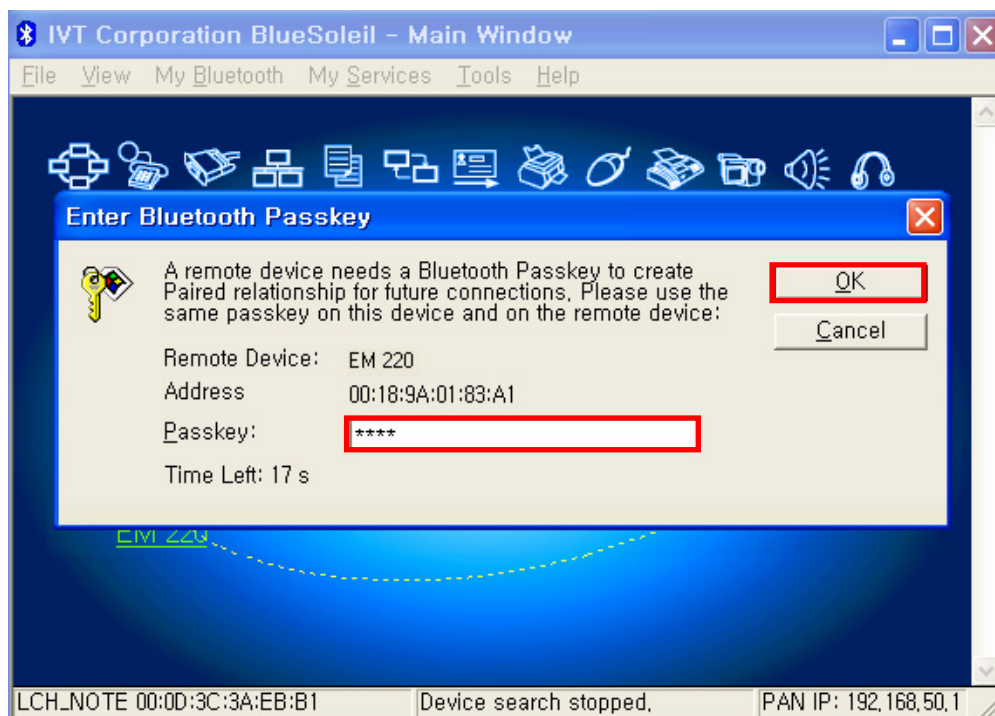 IVT Corporation BlueSoleil - Main Window
File View My Bluetooth My Services Tools Help
Enter Bluetooth Passkey
A remote device needs a Bluetooth Passkey to create
Paired relationship for future connections, Please use the
same passkey on this device and on the remote device:
OK
Cancel
Remote Device: EM 220
Address 00:18:9A:01:83:A1
Passkey: ****
Time Left: 17 s
EM 220
LCH_NOTE 00:0D:3C:3A:EB:B1 Device search stopped, PAN IP: 192,168,50,1